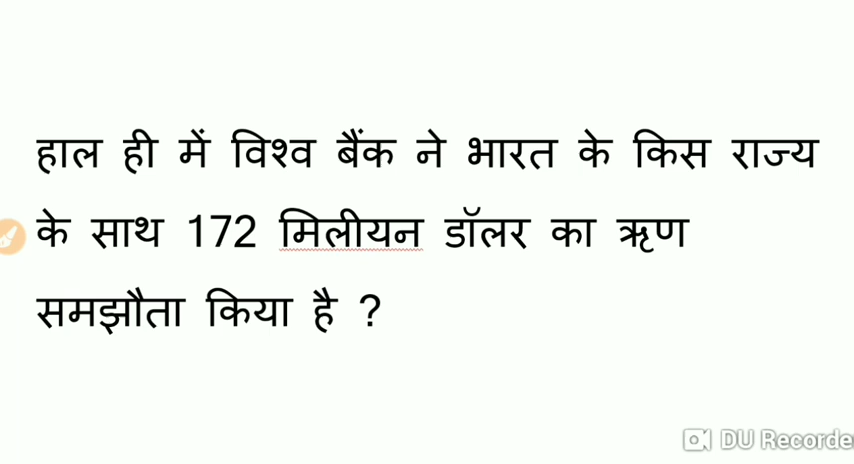 हाल ही में विश्व बैंक ने भारत के किस राज्य
के साथ 172 मिलीयन डॉलर का ऋण
समझौता किया है ?
DU Recorde